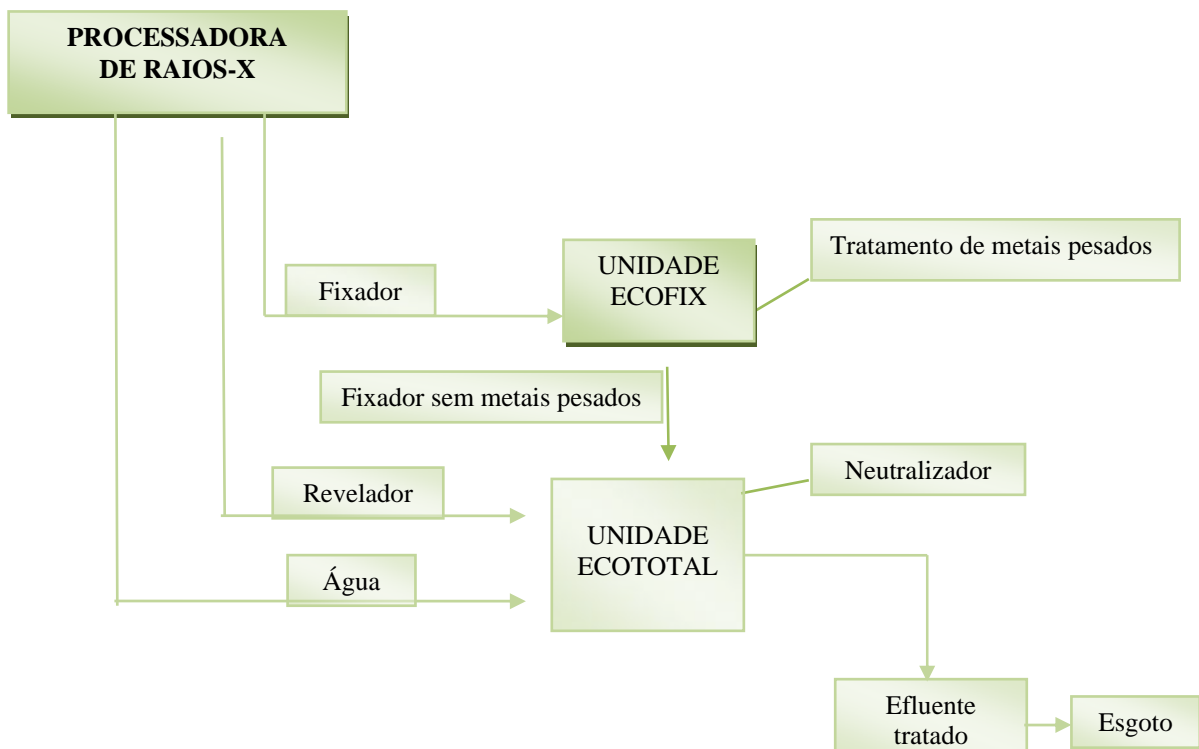 PROCESSADORA
DE RAIOS-X
Tratamento de metais pesados
UNIDADE
ECOFIX
Fixador
Fixador sem metais pesados
Neutralizador
Revelador
UNIDADE
ECOTOTAL
Água
Efluente
tratado
Esgoto